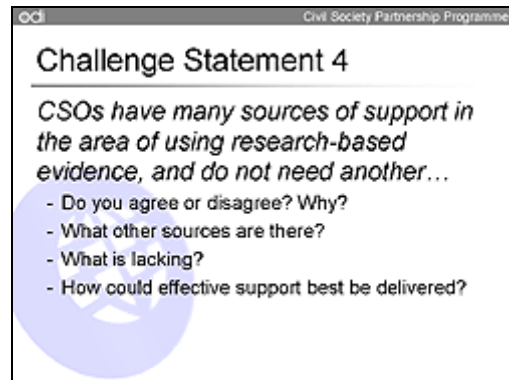 odi Civil Society Partnership Programme
Challenge Statement 4
CSOs have many sources of support in
the area of using research-based
evidence, and do not need another…
- Do you agree or disagree? Why?
- What other sources are there?
- What is lacking?
- How could effective support best be delivered?